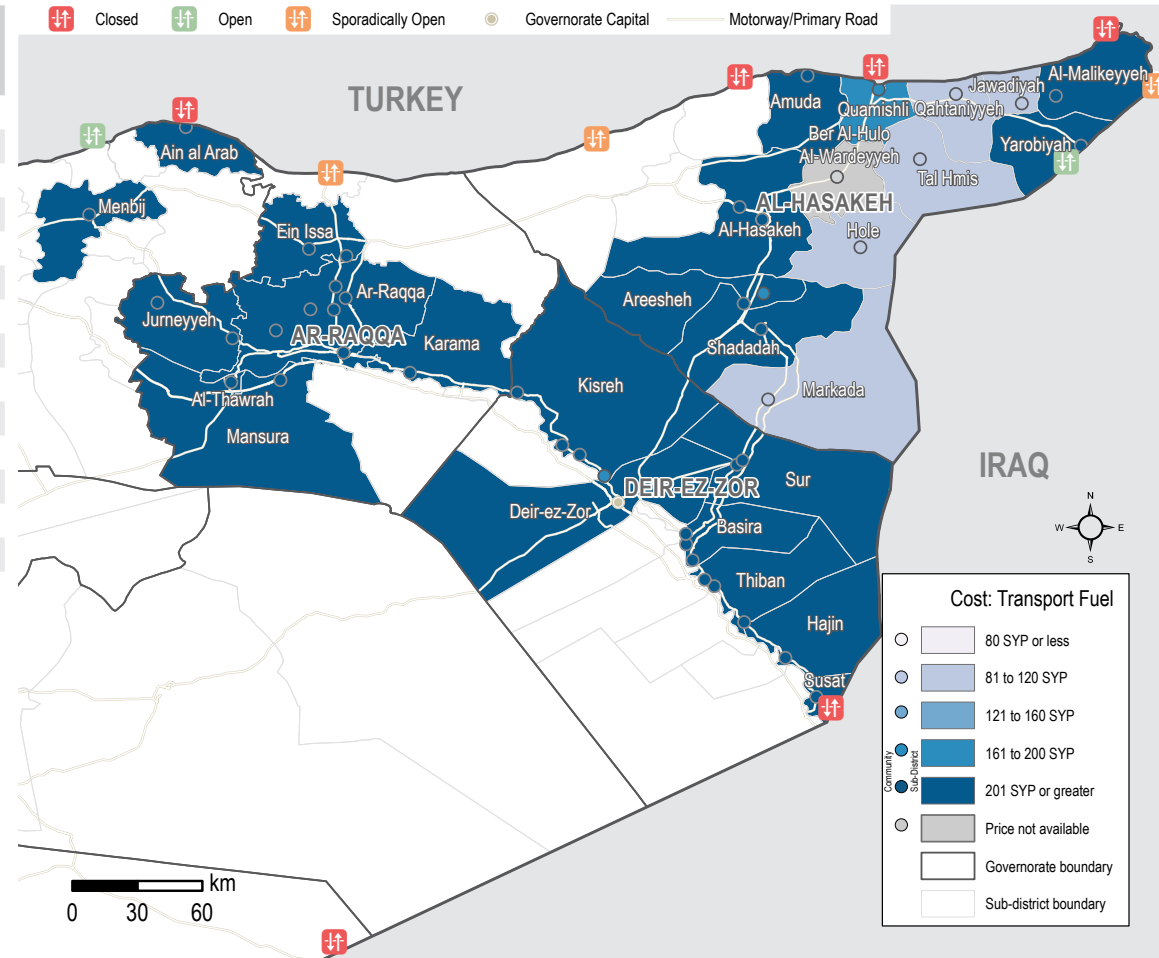 Closed
Open
Sporadically Open
Governorate Capital
Motorway/Primary Road
TURKEY
Ain al Arab
Menbij
Ein Issa
Jurneyyeh
Ar-Raqqa
AR-RAQQA
Karama
Al-Thawrah
Mansura
Amuda
Quamishli
Qahtaniyyeh
Jawadiyah
Al-Malikeyyeh
Yarobiyah
Ber Al-Hulo
Al-Wardeyyeh
Tal Hmis
AL-HASAKEH
Al-Hasakeh
Hole
Areesheh
Shadadah
Markada
Kisreh
Sur
DEIR-EZ-ZOR
Deir-ez-Zor
Basira
Thiban
Hajin
Susat
IRAQ
N
W
E
S
Cost: Transport Fuel
80 SYP or less
81 to 120 SYP
121 to 160 SYP
161 to 200 SYP
201 SYP or greater
Price not available
Governorate boundary
Sub-district boundary
Community
Sub-District
km
0 30 60